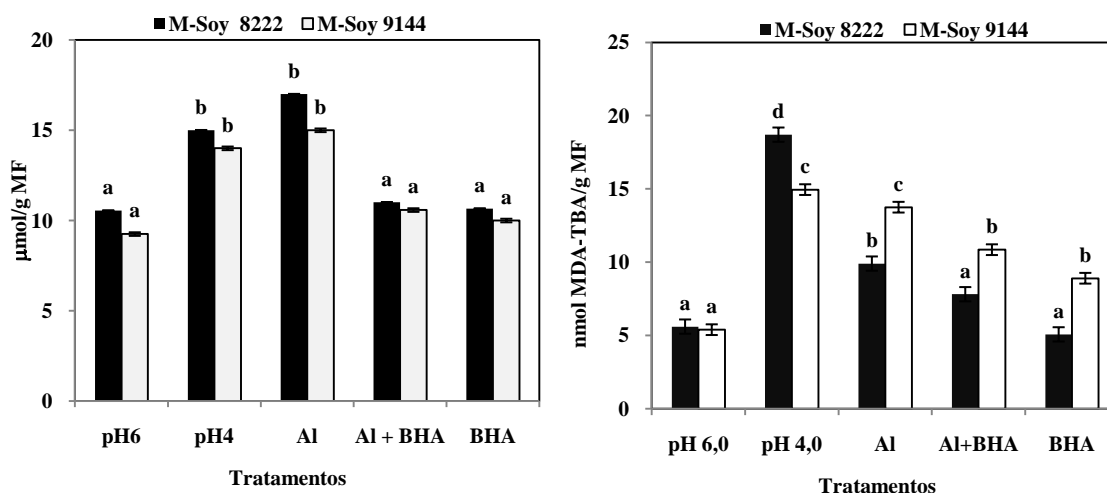 M-Soy 8222 M-Soy 9144
20
15
10
5
0
µmol/g MF
a a b b b b a a a a
pH6 pH4 Al Al + BHA BHA
Tratamentos
M-Soy 8222 M-Soy 9144
25
20
15
10
5
0
nmol MDA-TBA/g MF
a a d c b c a b a b
pH 6,0 pH 4,0 Al Al+BHA BHA
Tratamentos